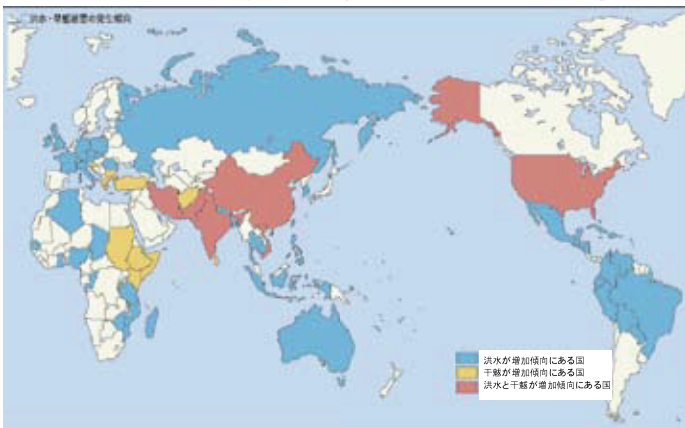 洪水・旱魃被害の発生傾向
洪水が増加傾向にある国
干魃が増加傾向にある国
洪水と干魃が増加傾向にある国